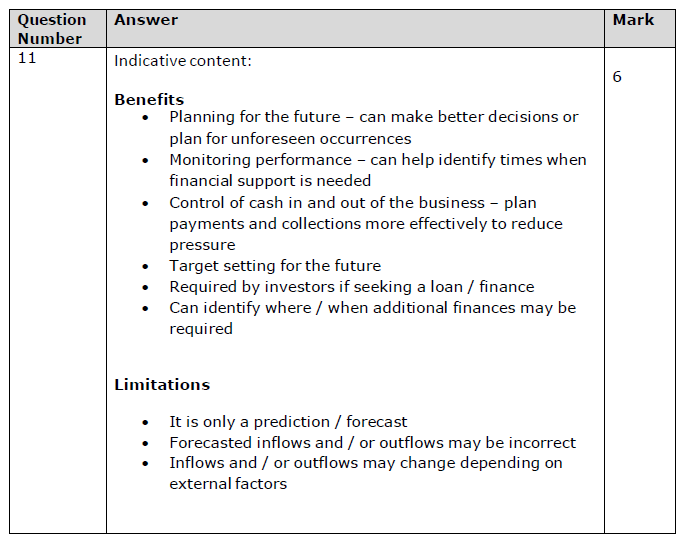 Question Number
Answer
Mark
11
Indicative content:
6
Benefits
• Planning for the future – can make better decisions or
plan for unforeseen occurrences
• Monitoring performance – can help identify times when
financial support is needed
• Control of cash in and out of the business – plan
payments and collections more effectively to reduce
pressure
• Target setting for the future
• Required by investors if seeking a loan / finance
• Can identify where / when additional finances may be
required
Limitations
• It is only a prediction / forecast
• Forecasted inflows and / or outflows may be incorrect
• Inflows and / or outflows may change depending on
external factors